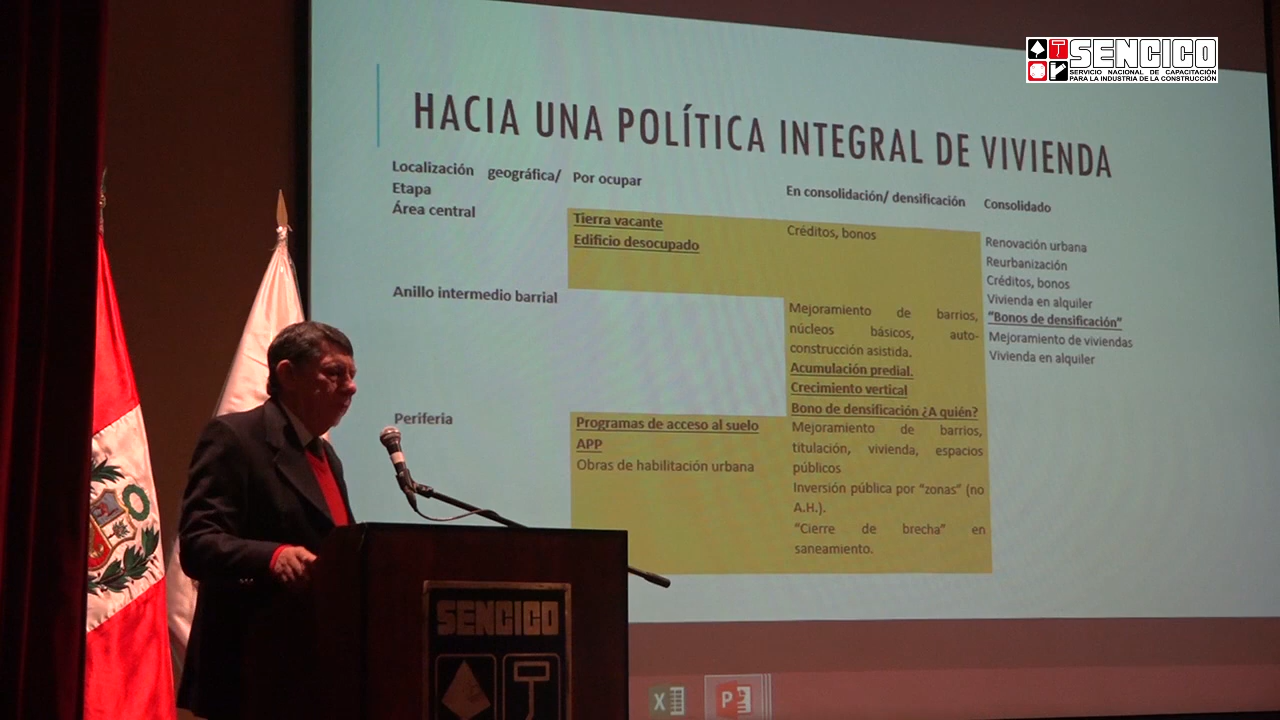 SENCICO
SERVICIO NACIONAL DE CAPACITACIÓN
PARA LA INDUSTRIA DE LA CONSTRUCCIÓN
HACIA UNA POLÍTICA INTEGRAL DE VIVIENDA
Localización geográfica/
Etapa
Por ocupar
En consolidación/ densificación
Consolidado
Área central
Tierra vacante
Edificio desocupado
Créditos, bonos
Renovación urbana
Reurbanización
Créditos, bonos
Vivienda en alquiler
"Bonos de densificación"
Mejoramiento de viviendas
Vivienda en alquiler
Anillo intermedio barrial
Mejoramiento de barrios,
núcleos básicos, auto-
construcción asistida.
Acumulación predial.
Crecimiento vertical
Bono de densificación ¿A quién?
Periferia
Programas de acceso al suelo
APP
Obras de habilitación urbana
Mejoramiento de barrios,
titulación, vivienda, espacios
públicos
Inversión pública por "zonas" (no
A.H.).
"Cierre de brecha" en
saneamiento.
SENCICO